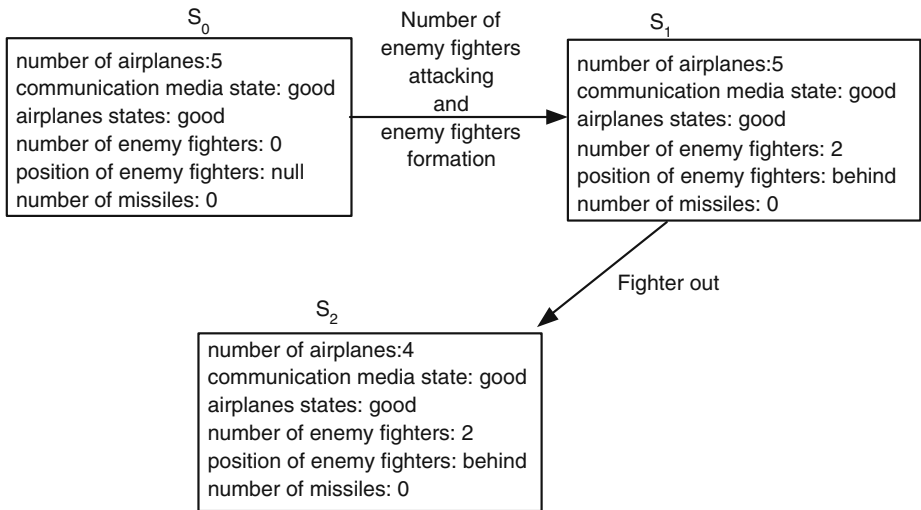 S0
number of airplanes:5
communication media state: good
airplanes states: good
number of enemy fighters: 0
position of enemy fighters: null
number of missiles: 0
Number of
enemy fighters
attacking
and
enemy fighters
formation
S1
number of airplanes:5
communication media state: good
airplanes states: good
number of enemy fighters: 2
position of enemy fighters: behind
number of missiles: 0
Fighter out
S2
number of airplanes:4
communication media state: good
airplanes states: good
number of enemy fighters: 2
position of enemy fighters: behind
number of missiles: 0